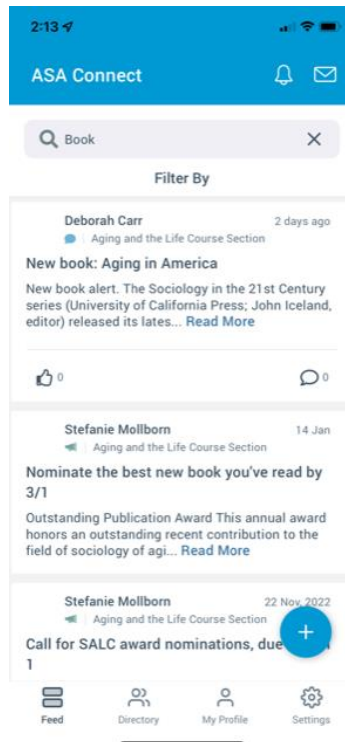 2:13
ASA Connect
Book
Filter By
Deborah Carr 2 days ago
Aging and the Life Course Section
New book: Aging in America
New book alert. The Sociology in the 21st Century
series (University of California Press; John Iceland,
editor) released its lates... Read More
0 0
Stefanie Mollborn 14 Jan
Aging and the Life Course Section
Nominate the best new book you've read by
3/1
Outstanding Publication Award This annual award
honors an outstanding recent contribution to the
field of sociology of agi... Read More
Stefanie Mollborn 22 Nov, 2022
Aging and the Life Course Section
Call for SALC award nominations, due
1
Feed Directory My Profile Settings